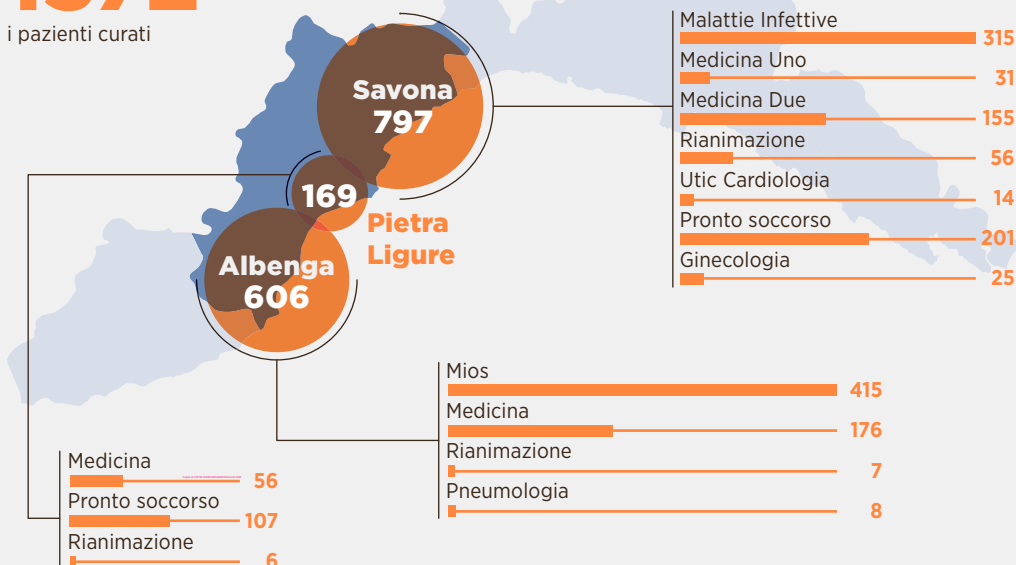 1572
i pazienti curati
Savona
797
169
Pietra
Ligure
Albenga
606
Malattie Infettive
315
Medicina Uno
31
Medicina Due
155
Rianimazione
56
Utic Cardiologia
14
Pronto soccorso
201
Ginecologia
25
Mios
415
Medicina
176
Rianimazione
7
Pneumologia
8
Medicina
56
Pronto soccorso
107
Rianimazione
6